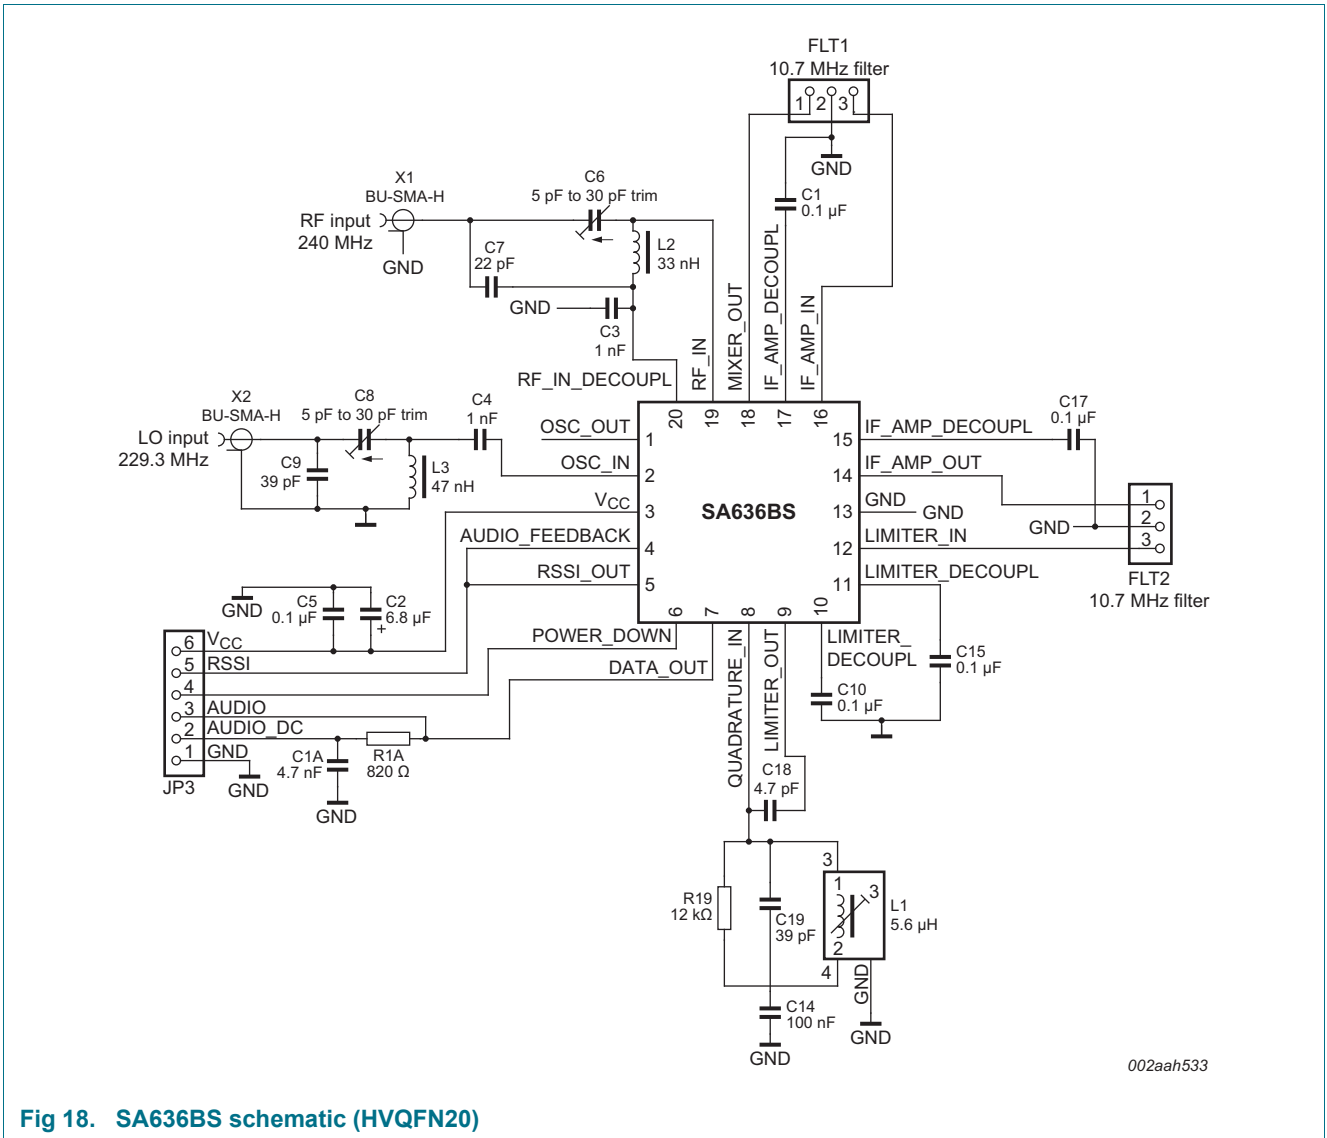 FLT1
10.7 MHz filter
1 2 3
GND
C1
0.1 μF
X1
BU-SMA-H
RF input
240 MHz
GND
C6
5 pF to 30 pF trim
C7
22 pF
L2
33 nH
GND
C3
1 nF
RF_IN_DECOUPL
RF_IN
MIXER_OUT
IF_AMP_DECOUPL
IF_AMP_IN
20
19
18
17
16
X2
BU-SMA-H
LO input
229.3 MHz
C8
5 pF to 30 pF trim
C4
1 nF
C9
39 pF
L3
47 nH
OSC_OUT
1
OSC_IN
2
VCC
3
AUDIO_FEEDBACK
4
RSSI_OUT
5
SA636BS
15
IF_AMP_DECOUPL
14
IF_AMP_OUT
13
GND
GND
12
LIMITER_IN
11
LIMITER_DECOUPL
C17
0.1 μF
GND
1
2
3
FLT2
10.7 MHz filter
6
7
8
9
10
POWER_DOWN
DATA_OUT
QUADRATURE_IN
LIMITER_OUT
LIMITER_
DECOUPL
C15
0.1 μF
C10
0.1 μF
GND
C5
0.1 μF
C2
6.8 μF
+
6 VCC
5 RSSI
4
3 AUDIO
2 AUDIO_DC
1 GND
JP3
GND
C1A
4.7 nF
GND
R1A
820 Ω
C18
4.7 pF
R19
12 kΩ
C19
39 pF
3
1
3
2
4
L1
5.6 μH
GND
GND
C14
100 nF
GND
002aah533
Fig 18. SA636BS schematic (HVQFN20)